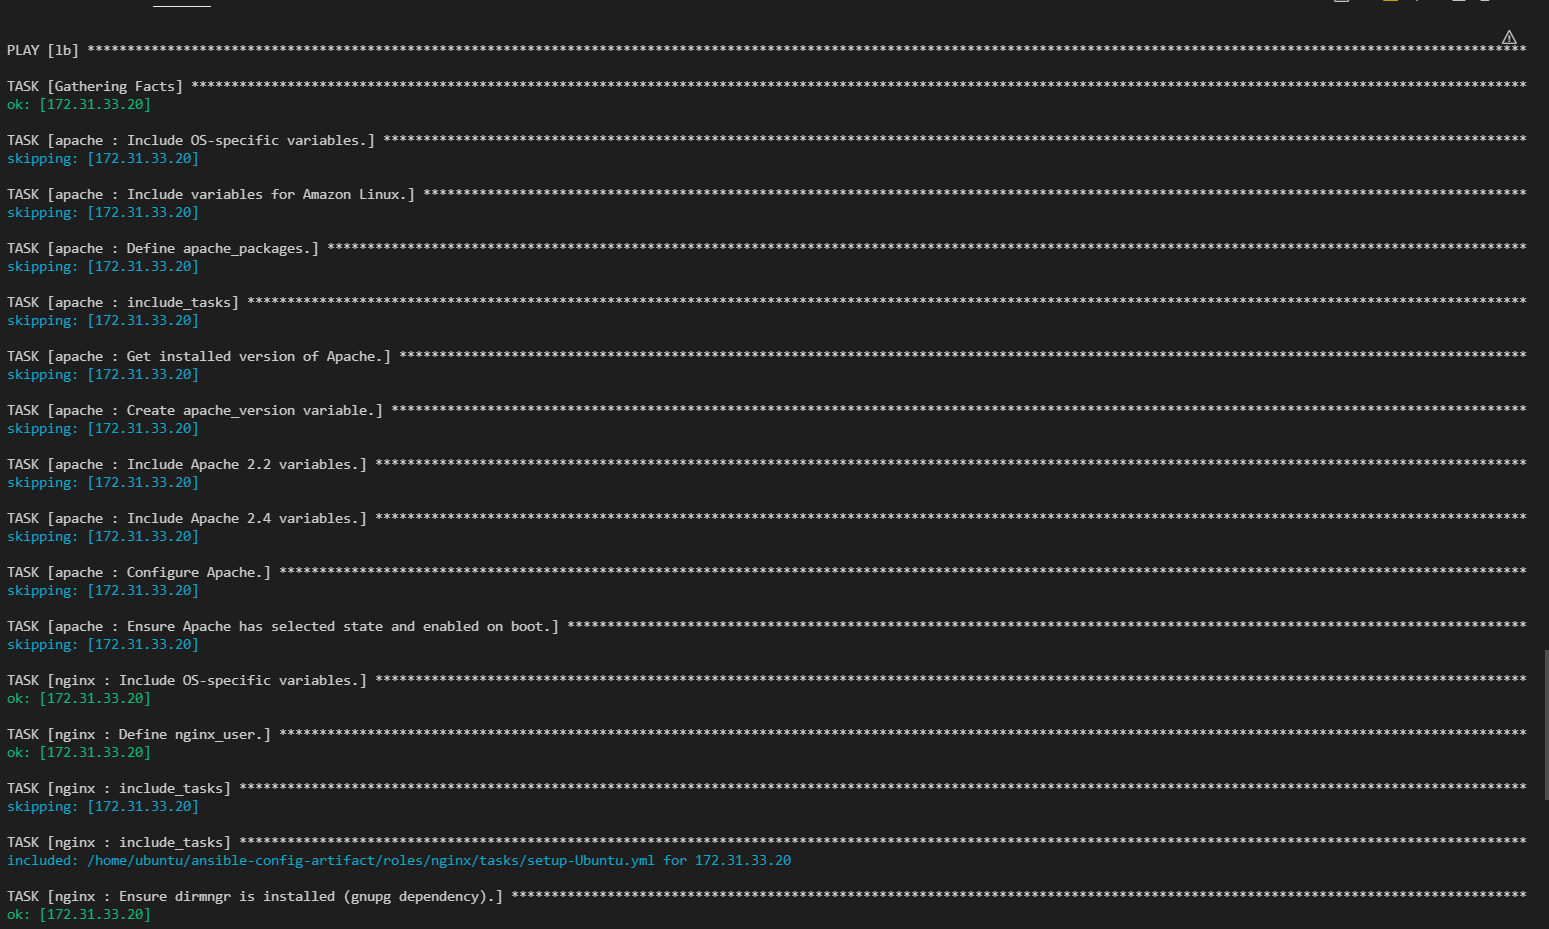 PLAY [lb] ************************************************************************************************************************************************************************************
TASK [Gathering Facts] ***********************************************************************************************************************************************************************
ok: [172.31.33.20]
TASK [apache : Include OS-specific variables.] ***********************************************************************************************************************************************
skipping: [172.31.33.20]
TASK [apache : Include variables for Amazon Linux.] ******************************************************************************************************************************************
skipping: [172.31.33.20]
TASK [apache : Define apache_packages.] ******************************************************************************************************************************************************
skipping: [172.31.33.20]
TASK [apache : include_tasks] ****************************************************************************************************************************************************************
skipping: [172.31.33.20]
TASK [apache : Get installed version of Apache.] *********************************************************************************************************************************************
skipping: [172.31.33.20]
TASK [apache : Create apache_version variable.] **********************************************************************************************************************************************
skipping: [172.31.33.20]
TASK [apache : Include Apache 2.2 variables.] ************************************************************************************************************************************************
skipping: [172.31.33.20]
TASK [apache : Include Apache 2.4 variables.] ************************************************************************************************************************************************
skipping: [172.31.33.20]
TASK [apache : Configure Apache.] ************************************************************************************************************************************************************
skipping: [172.31.33.20]
TASK [apache : Ensure Apache has selected state and enabled on boot.] ************************************************************************************************************************
skipping: [172.31.33.20]
TASK [nginx : Include OS-specific variables.] ************************************************************************************************************************************************
ok: [172.31.33.20]
TASK [nginx : Define nginx_user.] ************************************************************************************************************************************************************
ok: [172.31.33.20]
TASK [nginx : include_tasks] *****************************************************************************************************************************************************************
skipping: [172.31.33.20]
TASK [nginx : include_tasks] *****************************************************************************************************************************************************************
included: /home/ubuntu/ansible-config-artifact/roles/nginx/tasks/setup-Ubuntu.yml for 172.31.33.20
TASK [nginx : Ensure dirmngr is installed (gnupg dependency).] *******************************************************************************************************************************
ok: [172.31.33.20]